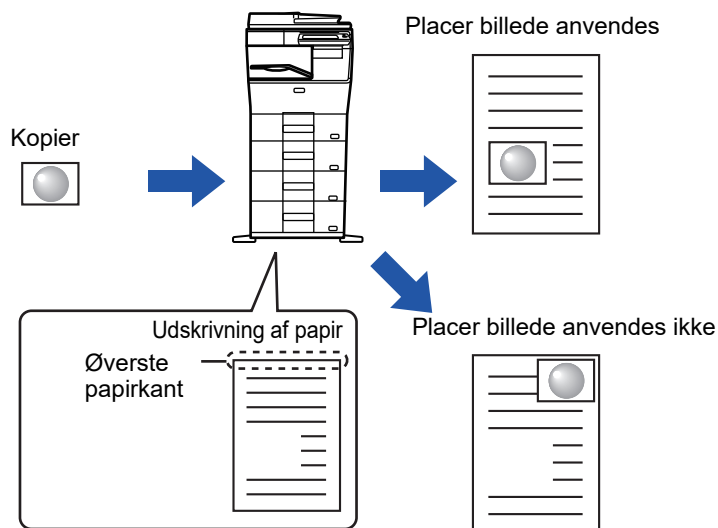 Placer billede anvendes
Kopier
Udskrivning af papir
Øverste
papirkant
Placer billede anvendes ikke